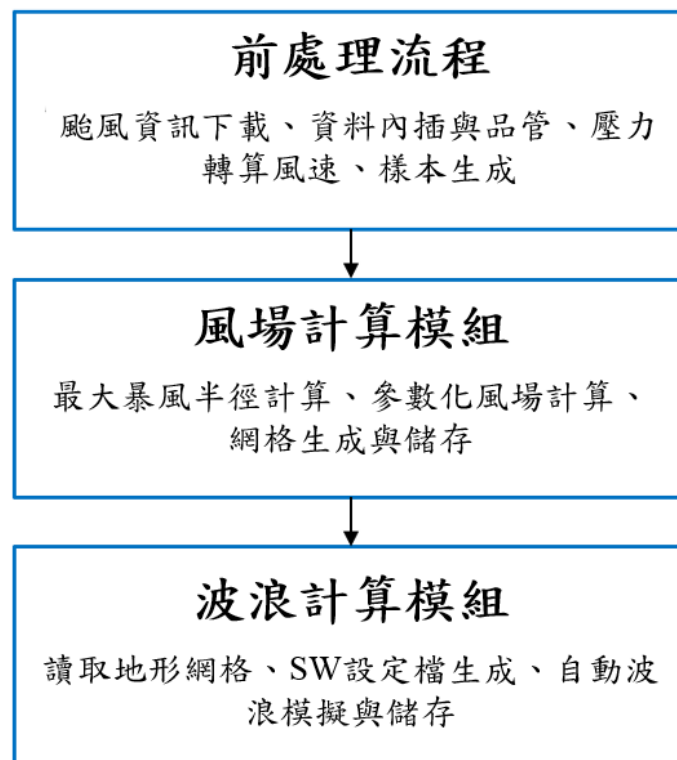 前處理流程
颱風資訊下載、資料內插與品管、壓力
轉算風速、樣本生成
風場計算模組
最大暴風半徑計算、參數化風場計算、
網格生成與儲存
波浪計算模組
讀取地形網格、SW設定檔生成、自動波
浪模擬與儲存